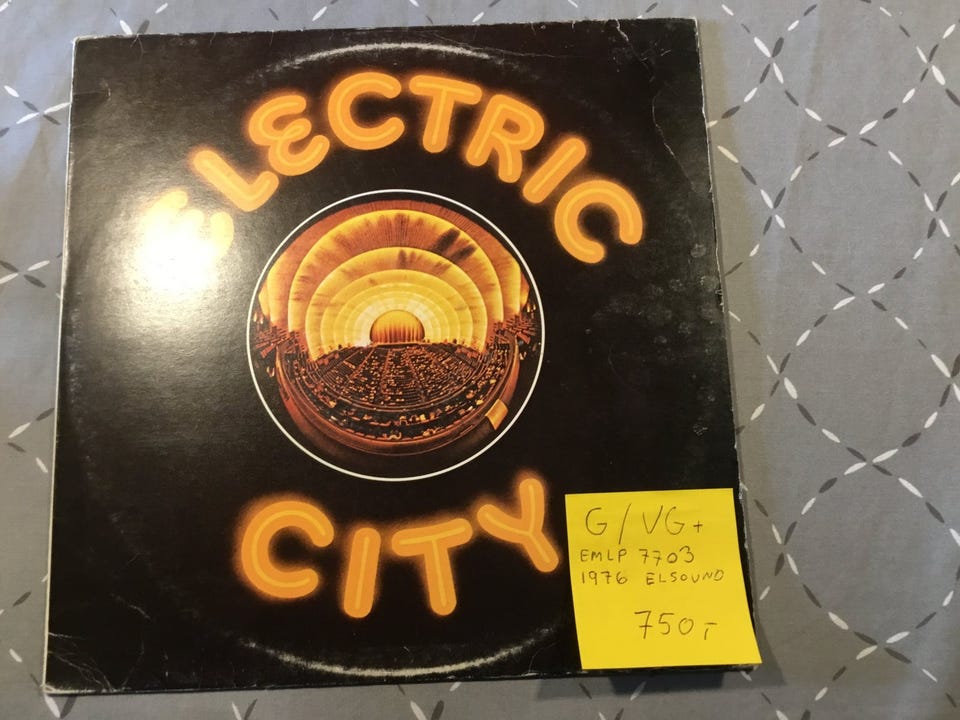 ELECTRIC
CITY
G/VG+
EMLP 7703
1976 ELSOUND
750,-